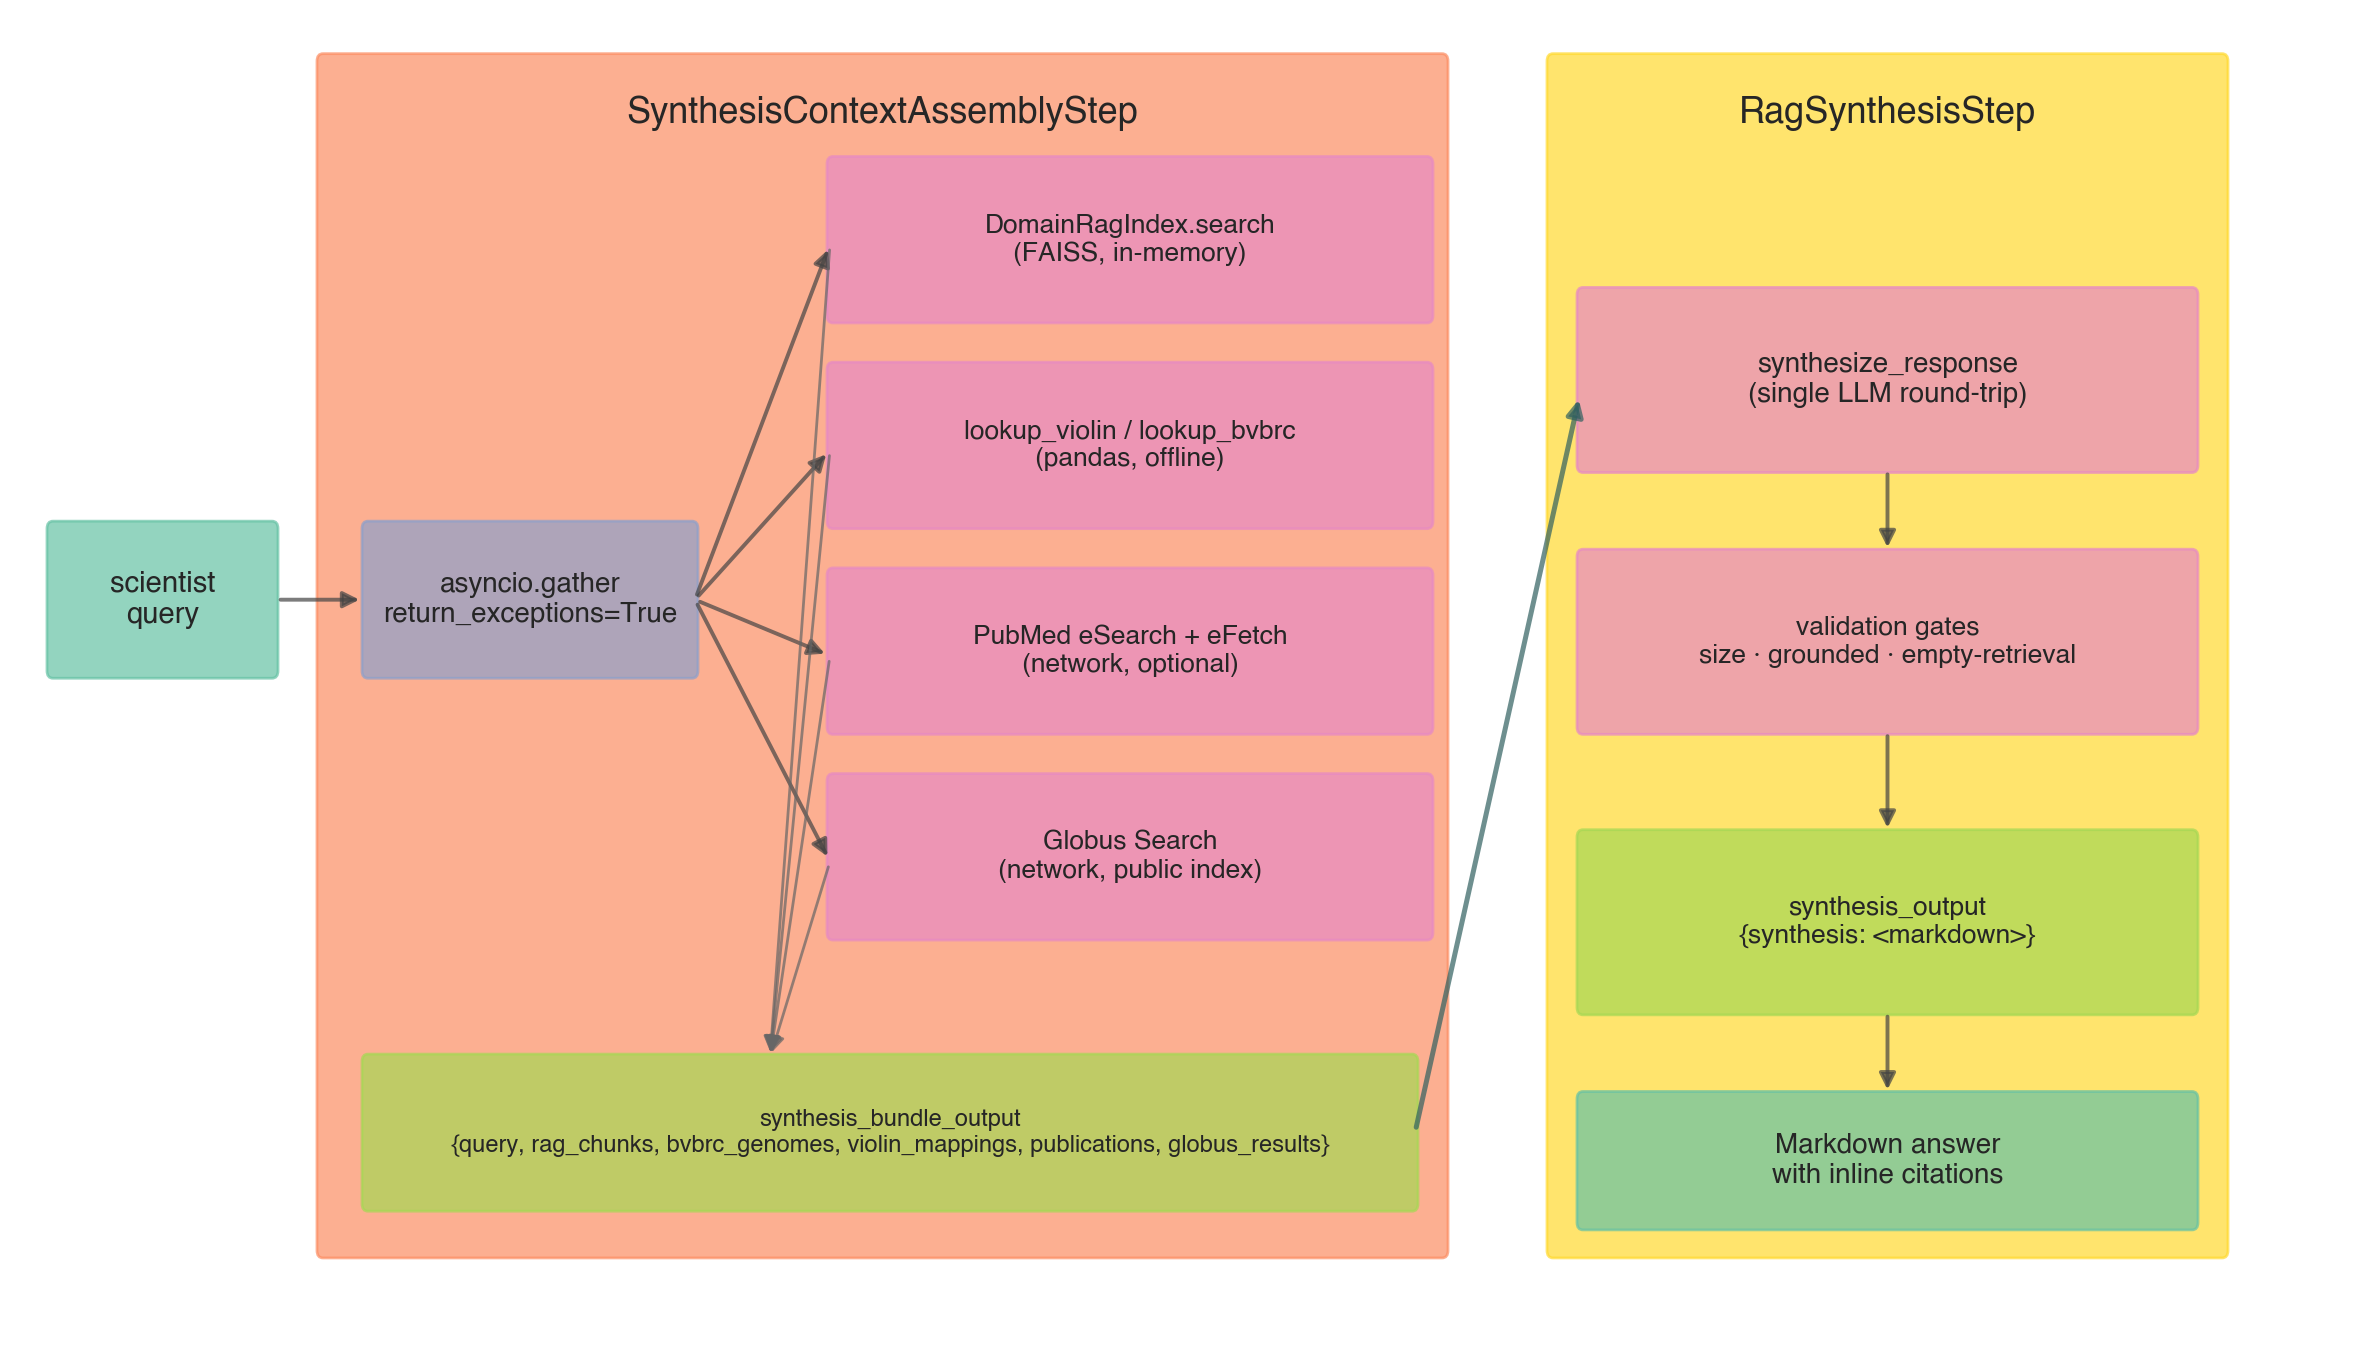 SynthesisContextAssemblyStep
RagSynthesisStep
scientist
query
asyncio.gather
return_exceptions=True
DomainRagIndex.search
(FAISS, in-memory)
lookup_violin / lookup_bvbrc
(pandas, offline)
PubMed eSearch + eFetch
(network, optional)
Globus Search
(network, public index)
synthesis_bundle_output
{query, rag_chunks, bvbrc_genomes, violin_mappings, publications, globus_results}
synthesize_response
(single LLM round-trip)
validation gates
size · grounded · empty-retrieval
synthesis_output
{synthesis: <markdown>}
Markdown answer
with inline citations